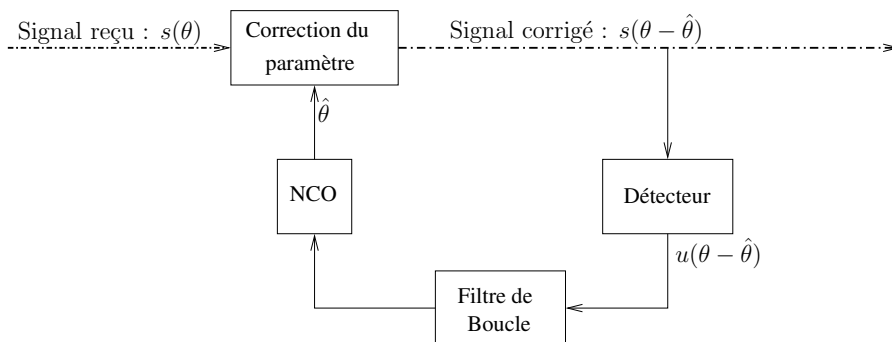 Signal reçu : s(θ)
Correction du
paramètre
Signal corrigé : s(θ − θ̂)
θ̂
NCO
Détecteur
u(θ − θ̂)
Filtre de
Boucle